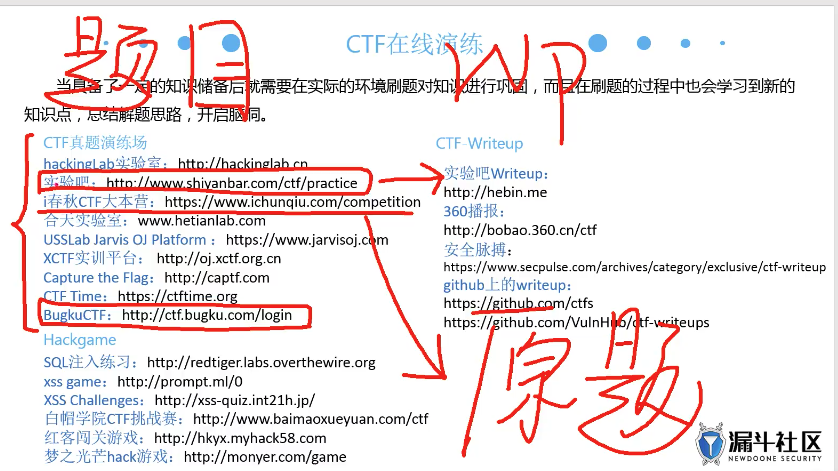 CTF在线演练
题目
WP
当具备了一定的知识储备后就需要在实际的环境刷题对知识进行巩固，而且在刷题的过程中也会学习到新的
知识点，总结解题思路，开启脑洞。
CTF真题演练场
hackingLab实验室：http://hackinglab.cn
实验吧：http://www.shiyanbar.com/ctf/practice
i春秋CTF大本营：https://www.ichunqiu.com/competition
合天实验室：www.hetianlab.com
USSLab Jarvis OJ Platform：https://www.jarvisoj.com
XCTF实训平台：http://oj.xctf.org.cn
Capture the Flag：http://captf.com
CTF Time：https://ctftime.org
BugkuCTF：http://ctf.bugku.com/login
Hackgame
SQL注入练习：http://redtiger.labs.overthewire.org
xss game：http://prompt.ml/0
XSS Challenges：http://xss-quiz.int21h.jp/
白帽学院CTF挑战赛：http://www.baimaoxueyuan.com/ctf
红客闯关游戏：http://hkyx.myhack58.com
梦之光芒hack游戏：http://monyer.com/game
CTF-Writeup
实验吧Writeup：
http://hebin.me
360播报：
http://bobao.360.cn/ctf
安全脉搏：
https://www.secpulse.com/archives/category/exclusive/ctf-writeup
github上的writeup：
https://github.com/ctfs
https://github.com/VulnHub/ctf-writeups
原题
漏斗社区
NEWDOONE SECURITY